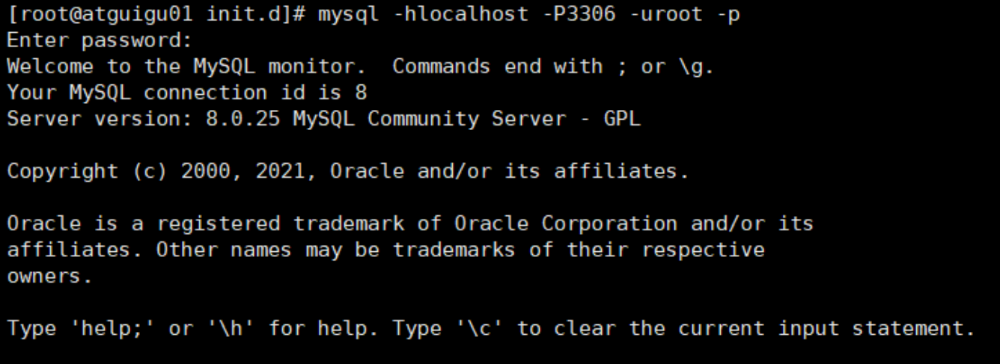 [root@atguigu01 init.d]# mysql -hlocalhost -P3306 -uroot -p
Enter password:
Welcome to the MySQL monitor.  Commands end with ; or \g.
Your MySQL connection id is 8
Server version: 8.0.25 MySQL Community Server - GPL
Copyright (c) 2000, 2021, Oracle and/or its affiliates.
Oracle is a registered trademark of Oracle Corporation and/or its
affiliates. Other names may be trademarks of their respective
owners.
Type 'help;' or '\h' for help. Type '\c' to clear the current input statement.